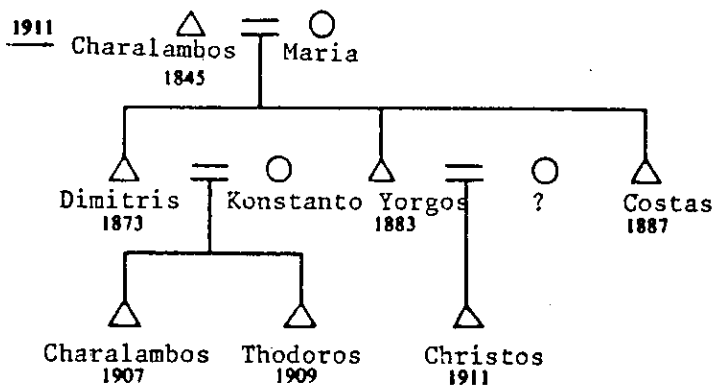 1911
Charalambos Maria
1845
Dimitris Konstanto Yorgos ? Costas
1873 1883 1887
Charalambos Thodoros Christos
1907 1909 1911